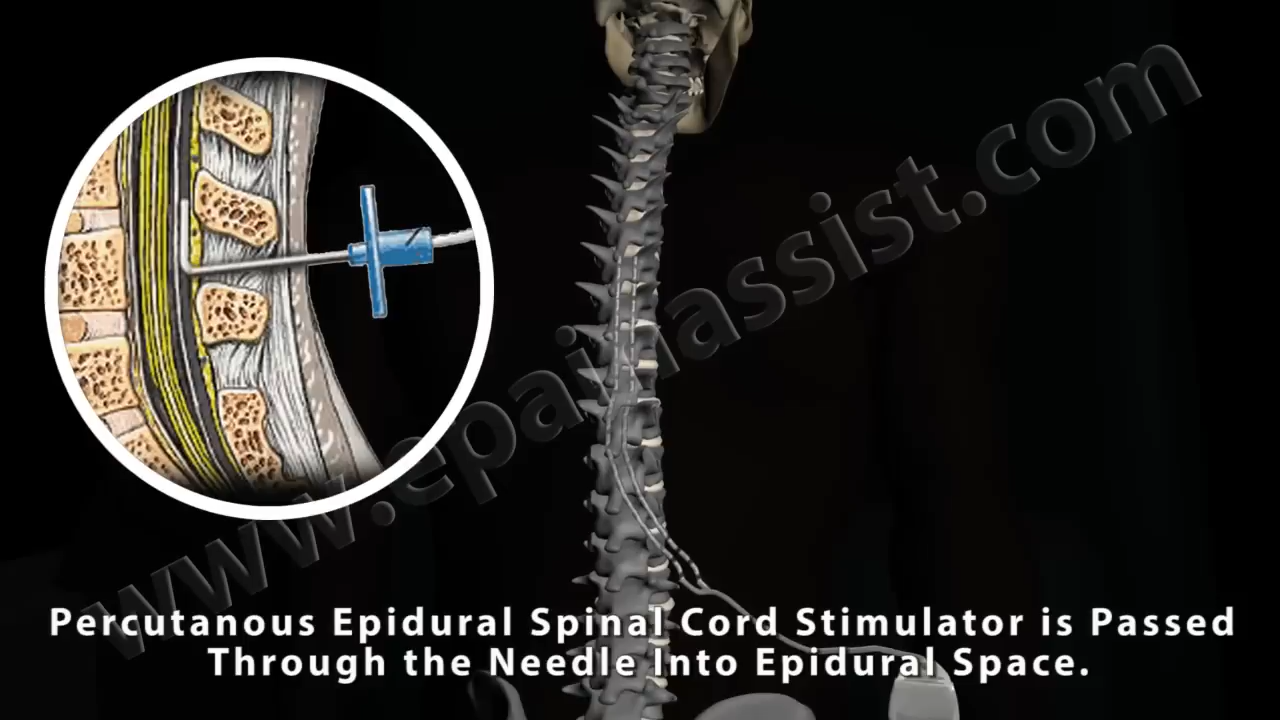 www.epainassist.com
Percutanous Epidural Spinal Cord Stimulator is Passed
Through the Needle Into Epidural Space.